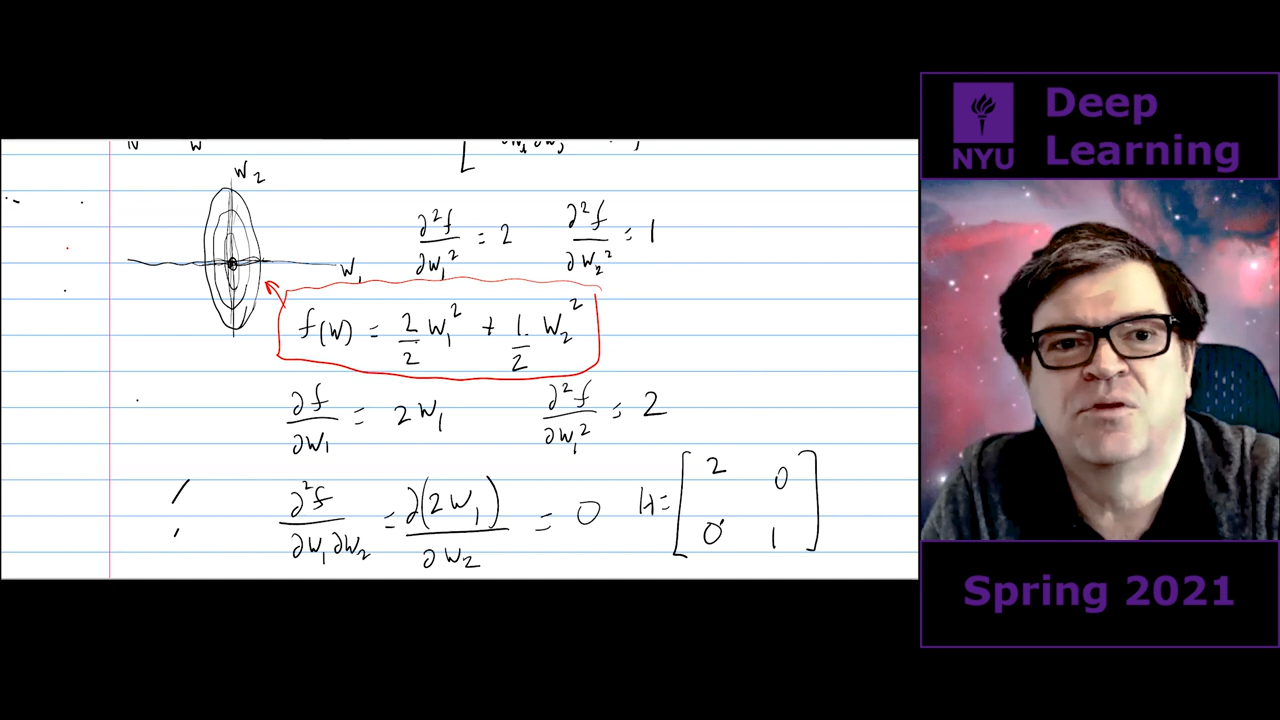 W₂
∂²f/∂w₁² = 2 ∂²f/∂w₂² = 1
W₁
f(W) = 2/2 W₁² + 1/2 W₂²
∂f/∂w₁ = 2W₁ ∂²f/∂w₁² = 2
∂²f/∂w₁∂w₂ = ∂(2W₁)/∂w₂ = 0 H = [2 0
0 1]
NYU
Deep
Learning
Spring 2021